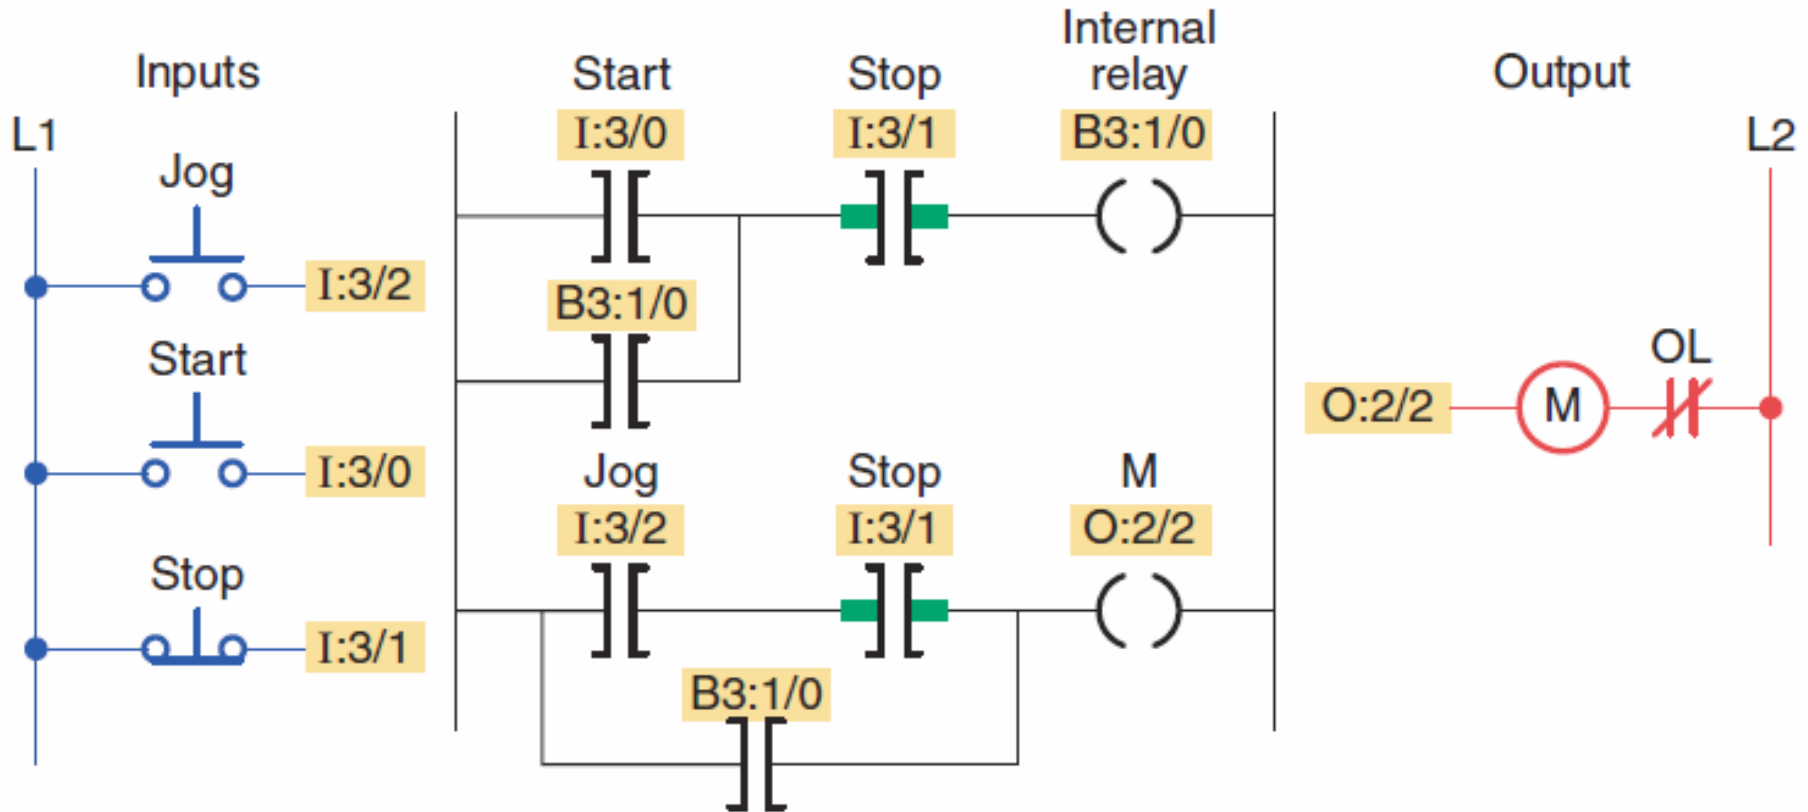 Inputs
L1
Jog
I:3/2
Start
I:3/0
Stop
I:3/1
Start
I:3/0
Stop
I:3/1
Internal
relay
B3:1/0
B3:1/0
Jog
I:3/2
Stop
I:3/1
M
O:2/2
B3:1/0
Output
L2
O:2/2
M
OL